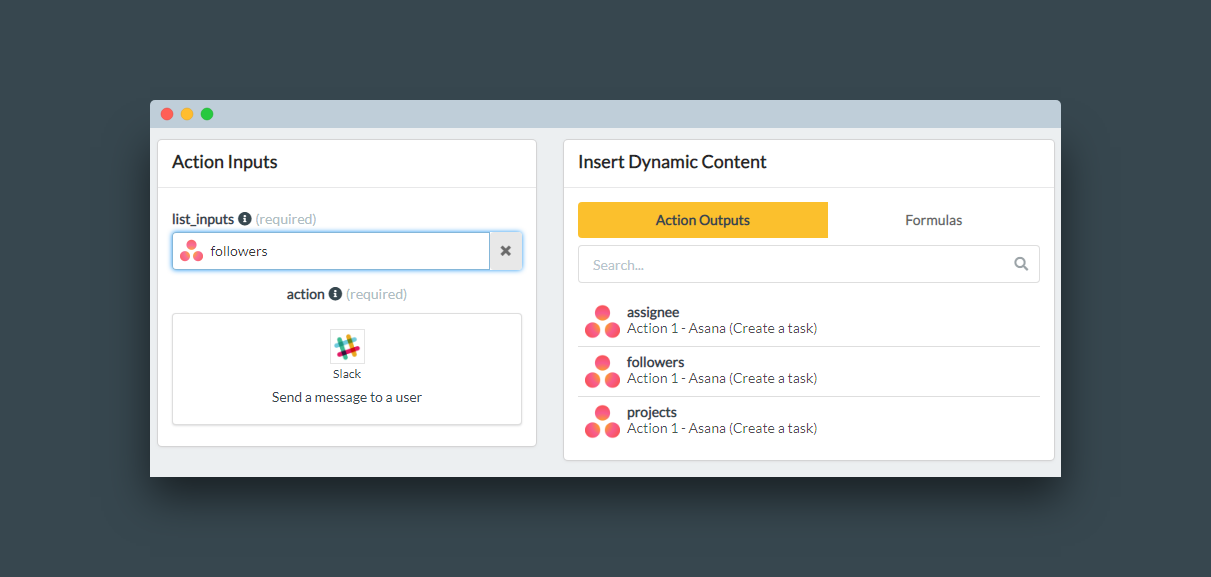 Action Inputs
list_inputs (required)
followers
action (required)
Slack
Send a message to a user
Insert Dynamic Content
Action Outputs
Formulas
Search...
assignee
Action 1 - Asana (Create a task)
followers
Action 1 - Asana (Create a task)
projects
Action 1 - Asana (Create a task)